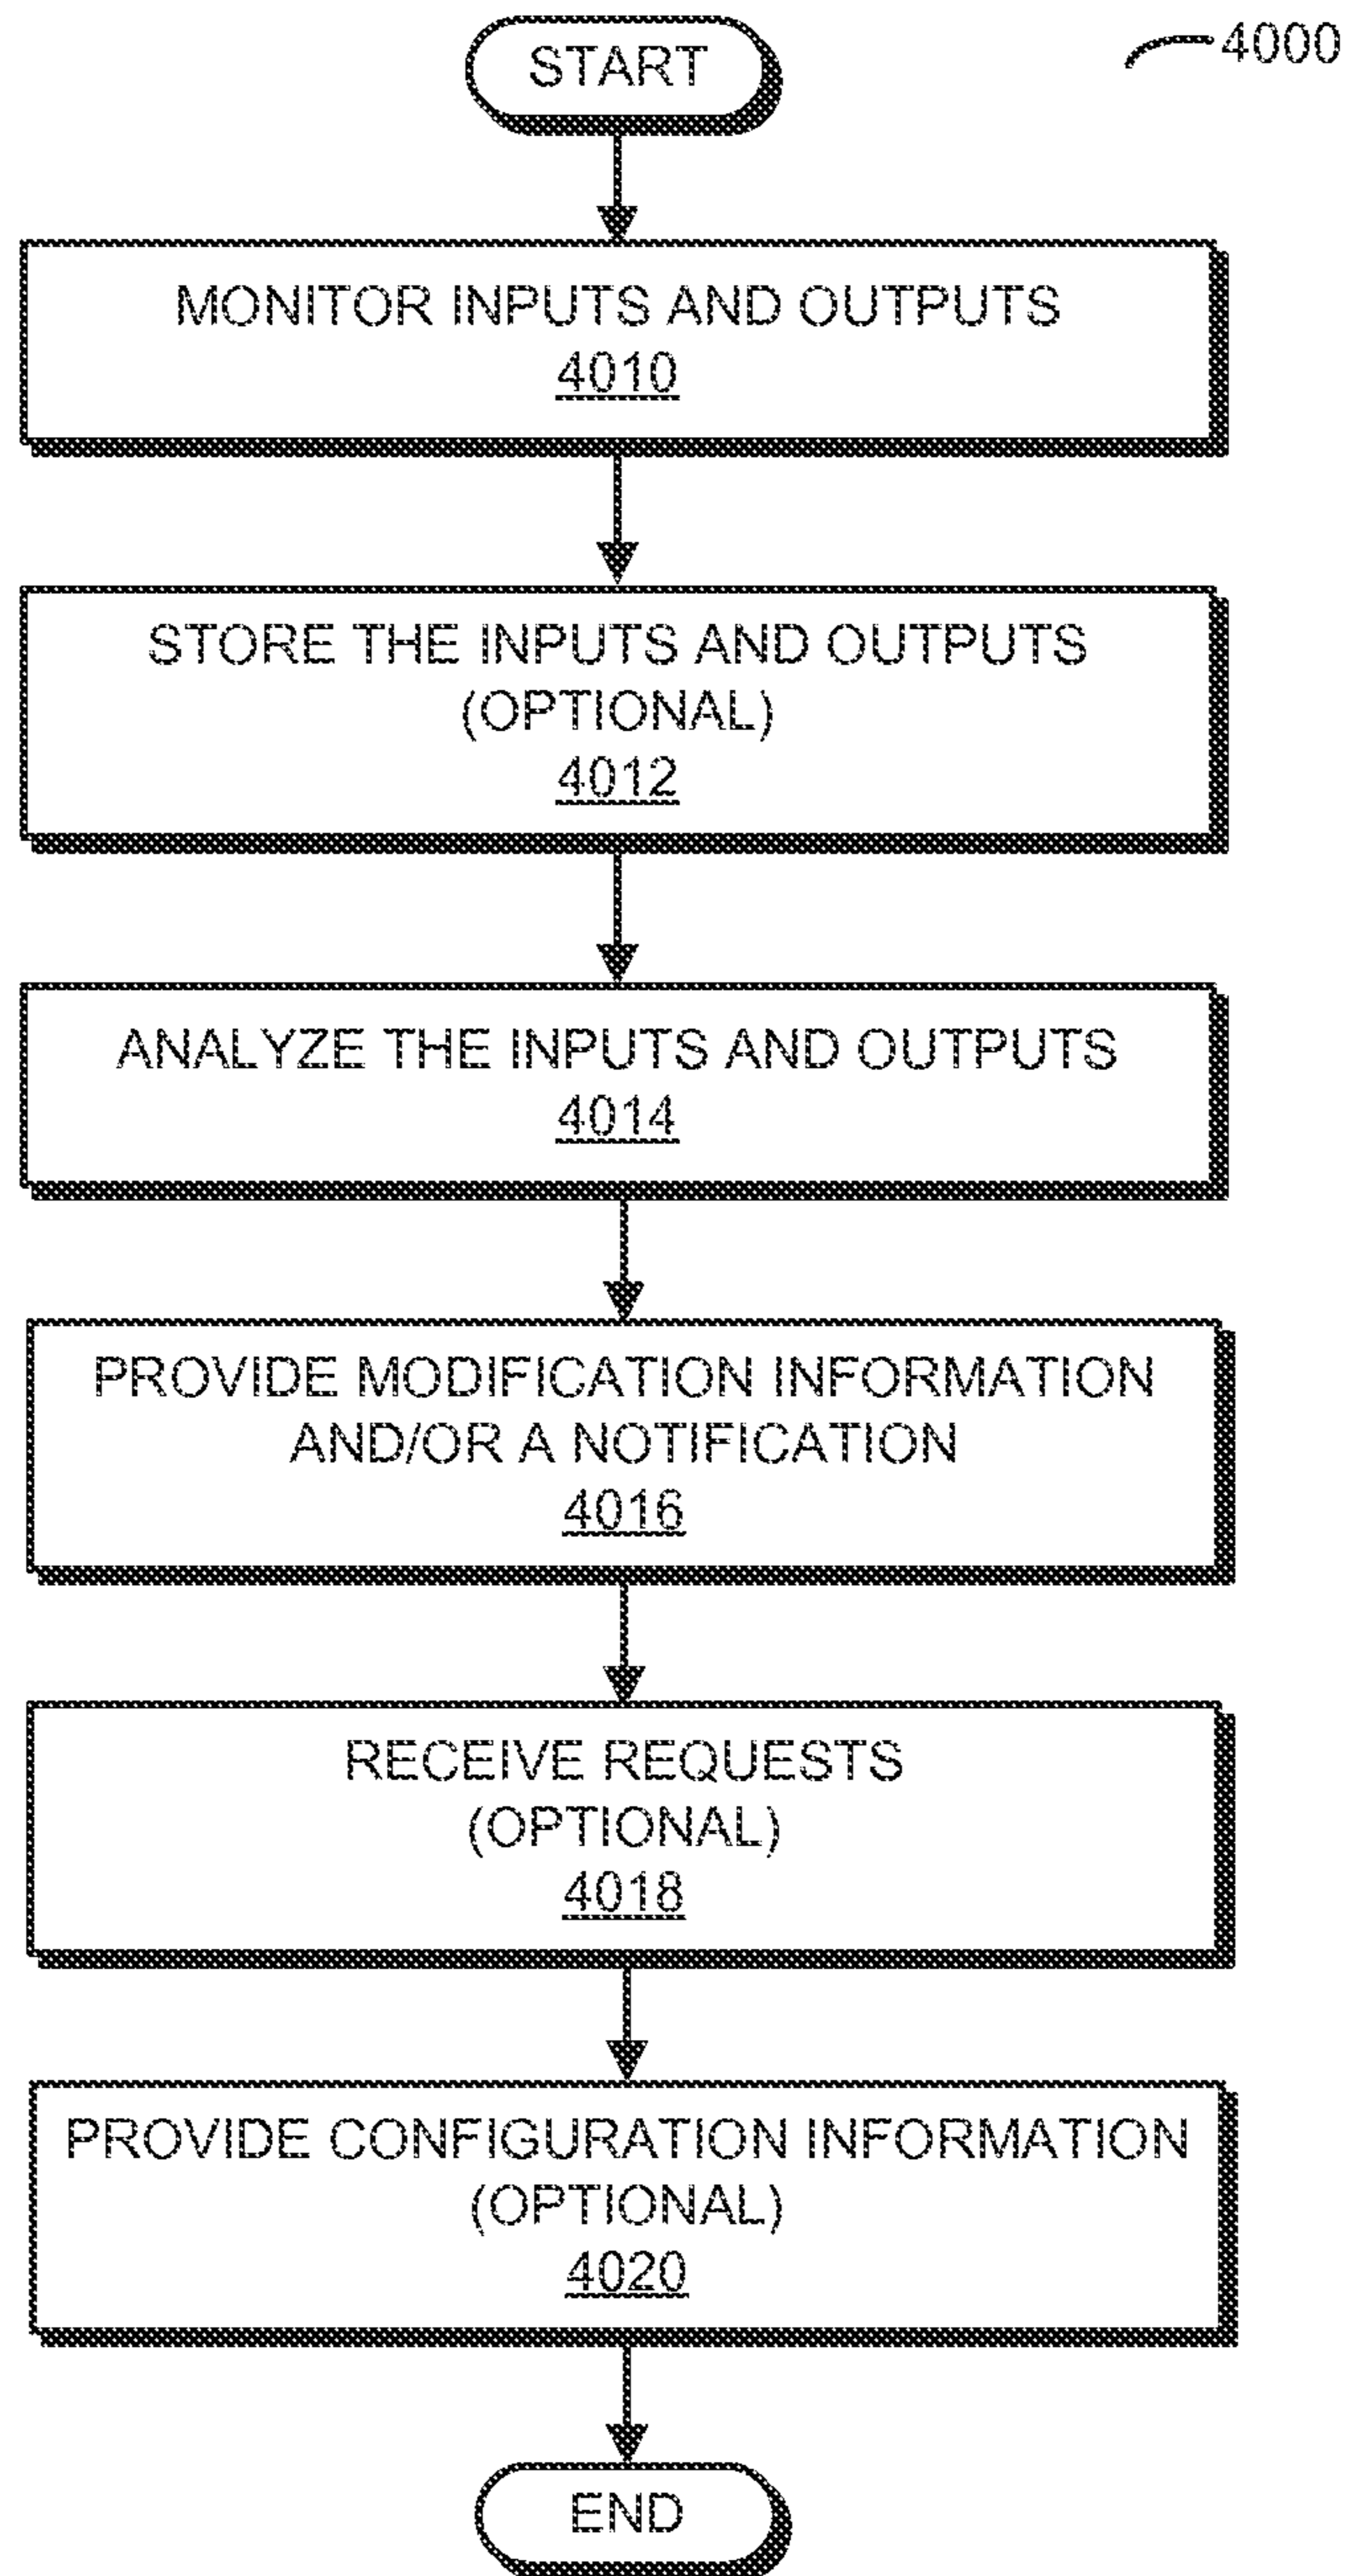 START
4000
MONITOR INPUTS AND OUTPUTS
4010
STORE THE INPUTS AND OUTPUTS
(OPTIONAL)
4012
ANALYZE THE INPUTS AND OUTPUTS
4014
PROVIDE MODIFICATION INFORMATION
AND/OR A NOTIFICATION
4016
RECEIVE REQUESTS
(OPTIONAL)
4018
PROVIDE CONFIGURATION INFORMATION
(OPTIONAL)
4020
END